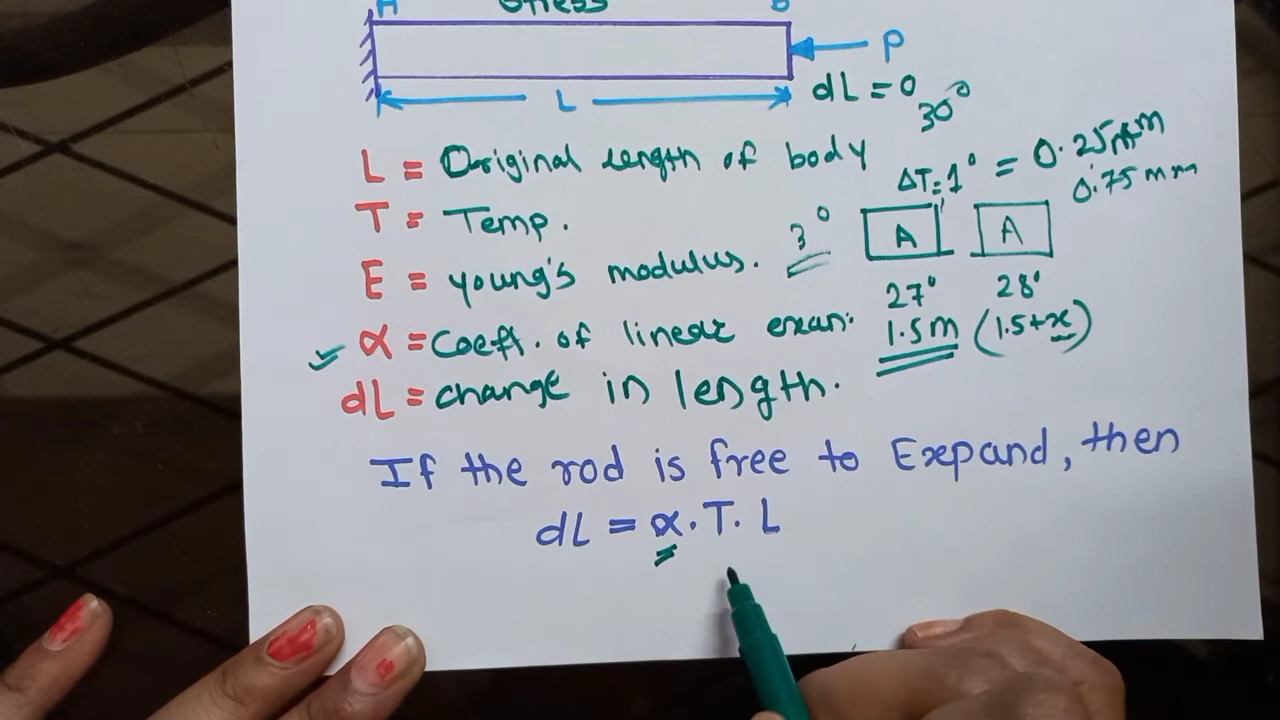 A Stress B
P
L
dL = 0
30°
L = Original length of body
ΔT=1° = 0.25mm
0.75 mm
T = Temp.
3° A A
E = young's modulus.
27° 28°
α = Coeft. of linear exan.
1.5m (1.5+x)
dL = change in length.
If the rod is free to Expand, then
dL = α . T . L